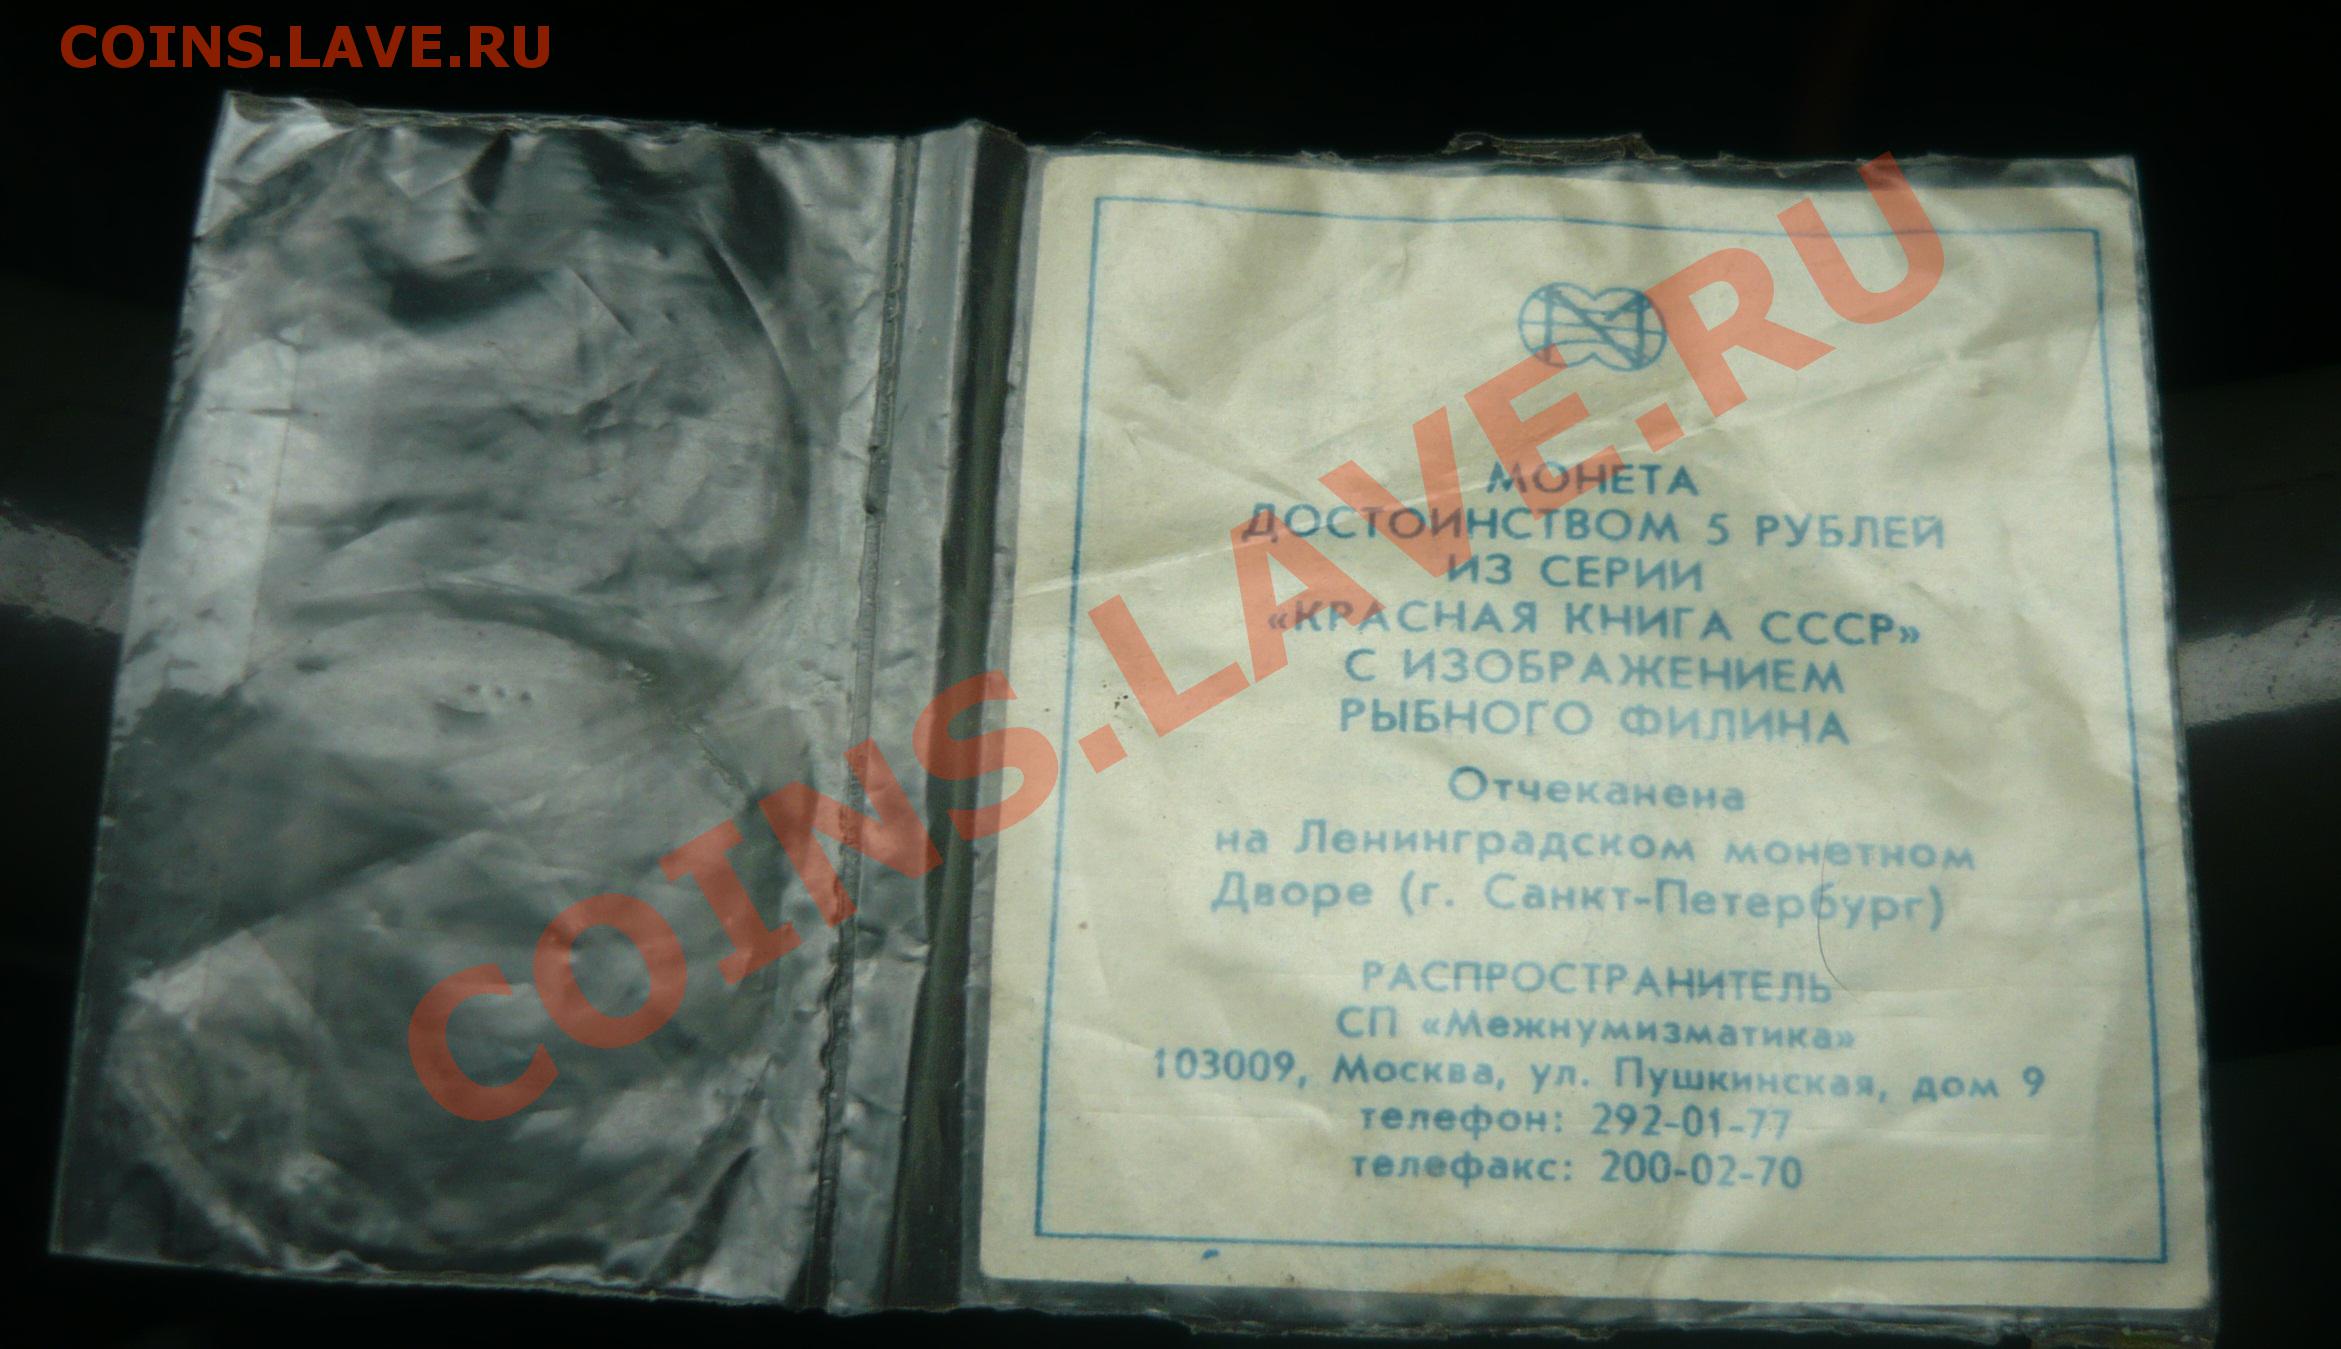 COINS.LAVE.RU
МОНЕТА
ДОСТОИНСТВОМ 5 РУБЛЕЙ
ИЗ СЕРИИ
«КРАСНАЯ КНИГА СССР»
С ИЗОБРАЖЕНИЕМ
РЫБНОГО ФИЛИНА
Отчеканена
на Ленинградском монетном
Дворе (г. Санкт-Петербург)
РАСПРОСТРАНИТЕЛЬ
СП «Межнумизматика»
103009, Москва, ул. Пушкинская, дом 9
телефон: 292-01-77
телефакс: 200-02-70
COINS.LAVE.RU